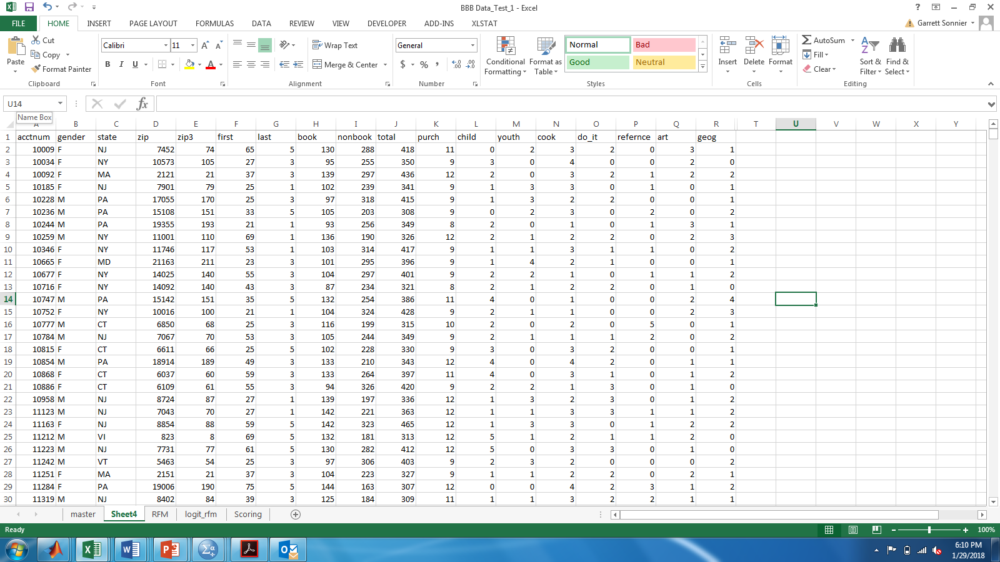 BBB Data_Test_1 - Excel
FILE HOME INSERT PAGE LAYOUT FORMULAS DATA REVIEW VIEW DEVELOPER ADD-INS XLSTAT Garrett Sonnier
Paste Cut Copy Format Painter Clipboard
Calibri 11 B I U A Font
Wrap Text Merge & Center Alignment
General $ % , Number
Conditional Formatting Format as Table Normal Bad Good Neutral Styles
Insert Delete Format Cells
AutoSum Fill Clear Sort & Filter Find & Select Editing
U14 fx
Name Box
A B C D E F G H I J K L M N O P Q R T U V W X Y
1 acctnum gender state zip zip3 first last book nonbook total purch child youth cook do_it refernce art geog
2 10009 F NJ 7452 74 65 5 130 288 418 11 0 2 3 2 0 3 1
3 10034 F NY 10573 105 27 3 95 255 350 9 3 0 4 0 0 2 0
4 10092 F MA 2121 21 37 3 139 297 436 12 2 0 3 2 1 2 2
5 10185 F NJ 7901 79 25 1 102 239 341 9 1 3 3 0 1 0 1
6 10228 M PA 17055 170 25 3 97 318 415 9 1 3 2 2 0 0 1
7 10236 M PA 15108 151 33 5 105 203 308 9 0 2 3 0 2 0 2
8 10244 M PA 19355 193 21 1 93 256 349 8 2 0 1 0 1 3 1
9 10259 M NY 11001 110 69 1 136 190 326 12 2 1 2 2 0 2 3
10 10346 F NY 11746 117 53 1 103 314 417 9 1 1 3 1 1 0 2
11 10665 F MD 21163 211 23 3 101 295 396 9 1 4 2 1 0 0 1
12 10677 F NY 14025 140 55 3 104 297 401 9 2 2 1 0 1 1 2
13 10716 F NY 14092 140 43 3 87 234 321 8 2 1 2 2 0 1 0
14 10747 M PA 15142 151 35 5 132 254 386 11 4 0 1 0 0 2 4
15 10752 F NY 10016 100 21 1 104 324 428 9 2 1 1 0 0 2 3
16 10777 M CT 6850 68 25 3 116 199 315 10 2 0 2 0 5 0 1
17 10784 M NJ 7067 70 53 3 105 244 349 9 2 1 1 1 2 0 2
18 10815 F CT 6611 66 25 5 102 228 330 9 3 0 3 2 0 0 1
19 10854 M PA 18914 189 49 3 133 210 343 12 4 0 4 2 0 1 1
20 10868 F CT 6037 60 59 3 133 264 397 11 4 0 3 1 0 1 2
21 10886 F CT 6109 61 55 3 94 326 420 9 2 2 1 3 0 1 0
22 10958 M NJ 8724 87 27 1 139 197 336 12 1 3 2 3 0 1 2
23 11123 M NJ 7043 70 27 1 142 221 363 12 1 1 3 3 1 1 2
24 11163 F NJ 8854 88 59 5 142 323 465 12 1 3 3 0 1 2 2
25 11212 M VI 823 8 69 5 132 181 313 12 5 1 2 1 1 2 0
26 11223 M NJ 7731 77 61 5 130 282 412 12 5 0 3 3 0 1 0
27 11242 M VT 5463 54 25 3 97 306 403 9 2 3 2 0 0 0 2
28 11251 F MA 2151 21 37 3 104 223 327 9 1 1 2 2 0 2 1
29 11284 F PA 19006 190 75 5 144 163 307 12 0 0 4 2 3 1 2
30 11319 M NJ 8402 84 39 3 125 184 309 11 1 1 3 2 2 1 1
master Sheet4 RFM logit_rfm Scoring
Ready 100%
6:10 PM
1/29/2018